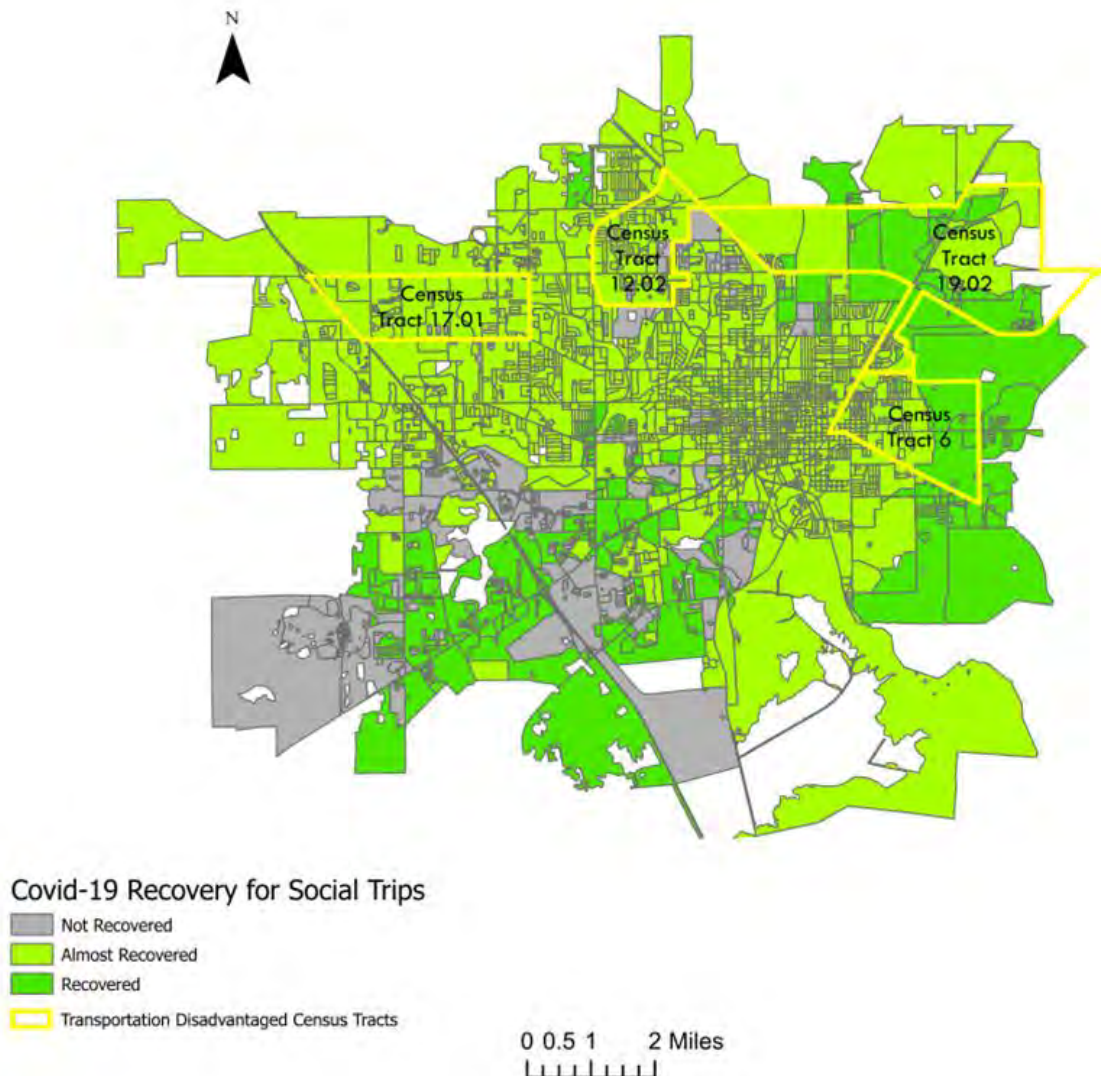 N
Census
Tract
12.02
Census
Tract
19.02
Census
Tract 17.01
Census
Tract 6
Covid-19 Recovery for Social Trips
Not Recovered
Almost Recovered
Recovered
Transportation Disadvantaged Census Tracts
0 0.5 1 2 Miles